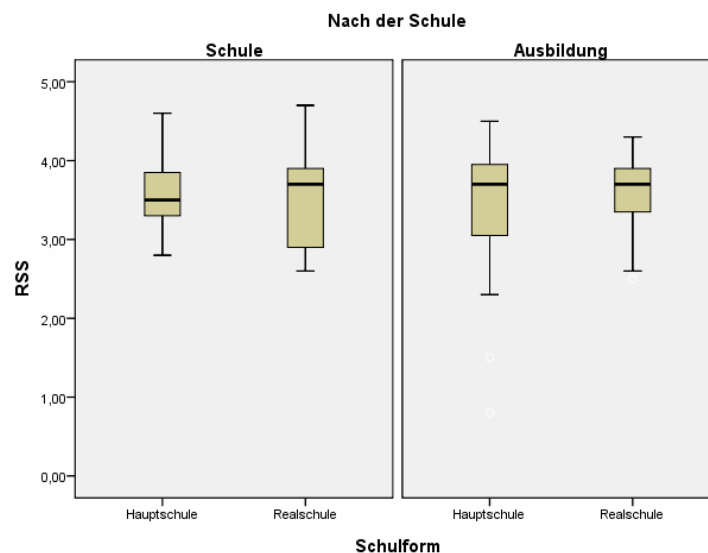 Nach der Schule
Schule
Ausbildung
5,00
4,00
3,00
2,00
1,00
0,00
RSS
Hauptschule
Realschule
Hauptschule
Realschule
Schulform